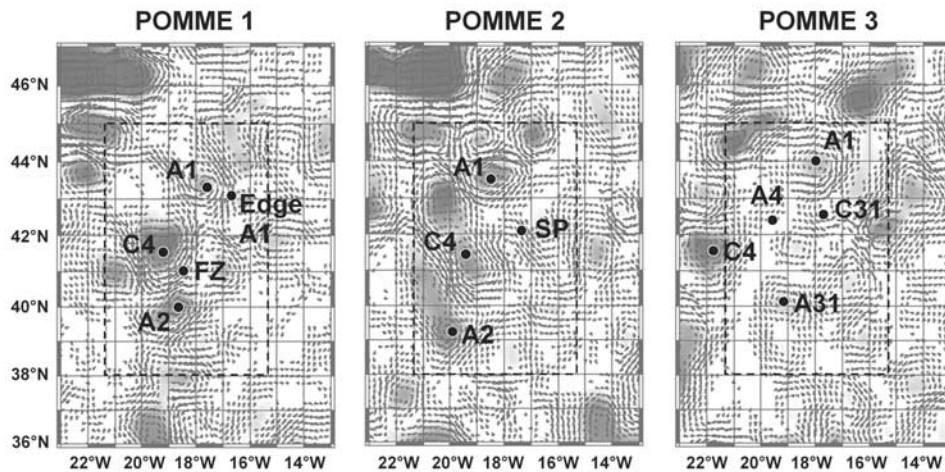 POMME 1 POMME 2 POMME 3
46°N
44°N
42°N
40°N
38°N
36°N
A1
Edge
A1
C4
FZ
A2
A1
SP
C4
A2
A1
A4
C31
C4
A31
22°W 20°W 18°W 16°W 14°W 22°W 20°W 18°W 16°W 14°W 22°W 20°W 18°W 16°W 14°W